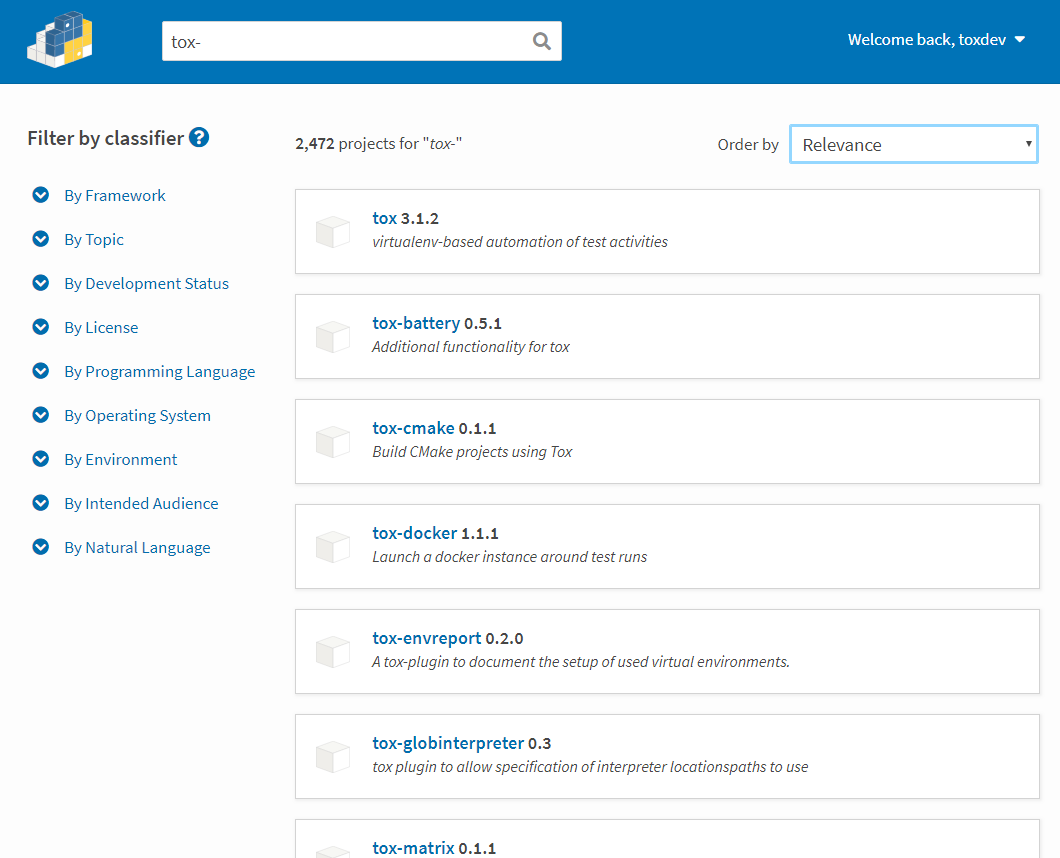 tox-
Welcome back, toxdev
Filter by classifier ?
By Framework
By Topic
By Development Status
By License
By Programming Language
By Operating System
By Environment
By Intended Audience
By Natural Language
2,472 projects for "tox-"
Order by
Relevance
tox 3.1.2
virtualenv-based automation of test activities
tox-battery 0.5.1
Additional functionality for tox
tox-cmake 0.1.1
Build CMake projects using Tox
tox-docker 1.1.1
Launch a docker instance around test runs
tox-envreport 0.2.0
A tox-plugin to document the setup of used virtual environments.
tox-globinterpreter 0.3
tox plugin to allow specification of interpreter locationspaths to use
tox-matrix 0.1.1